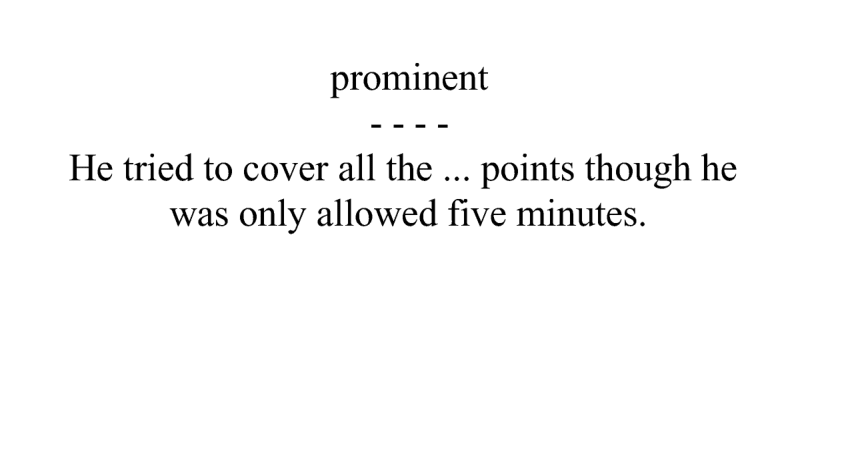 prominent
- - - -
He tried to cover all the ... points though he
was only allowed five minutes.